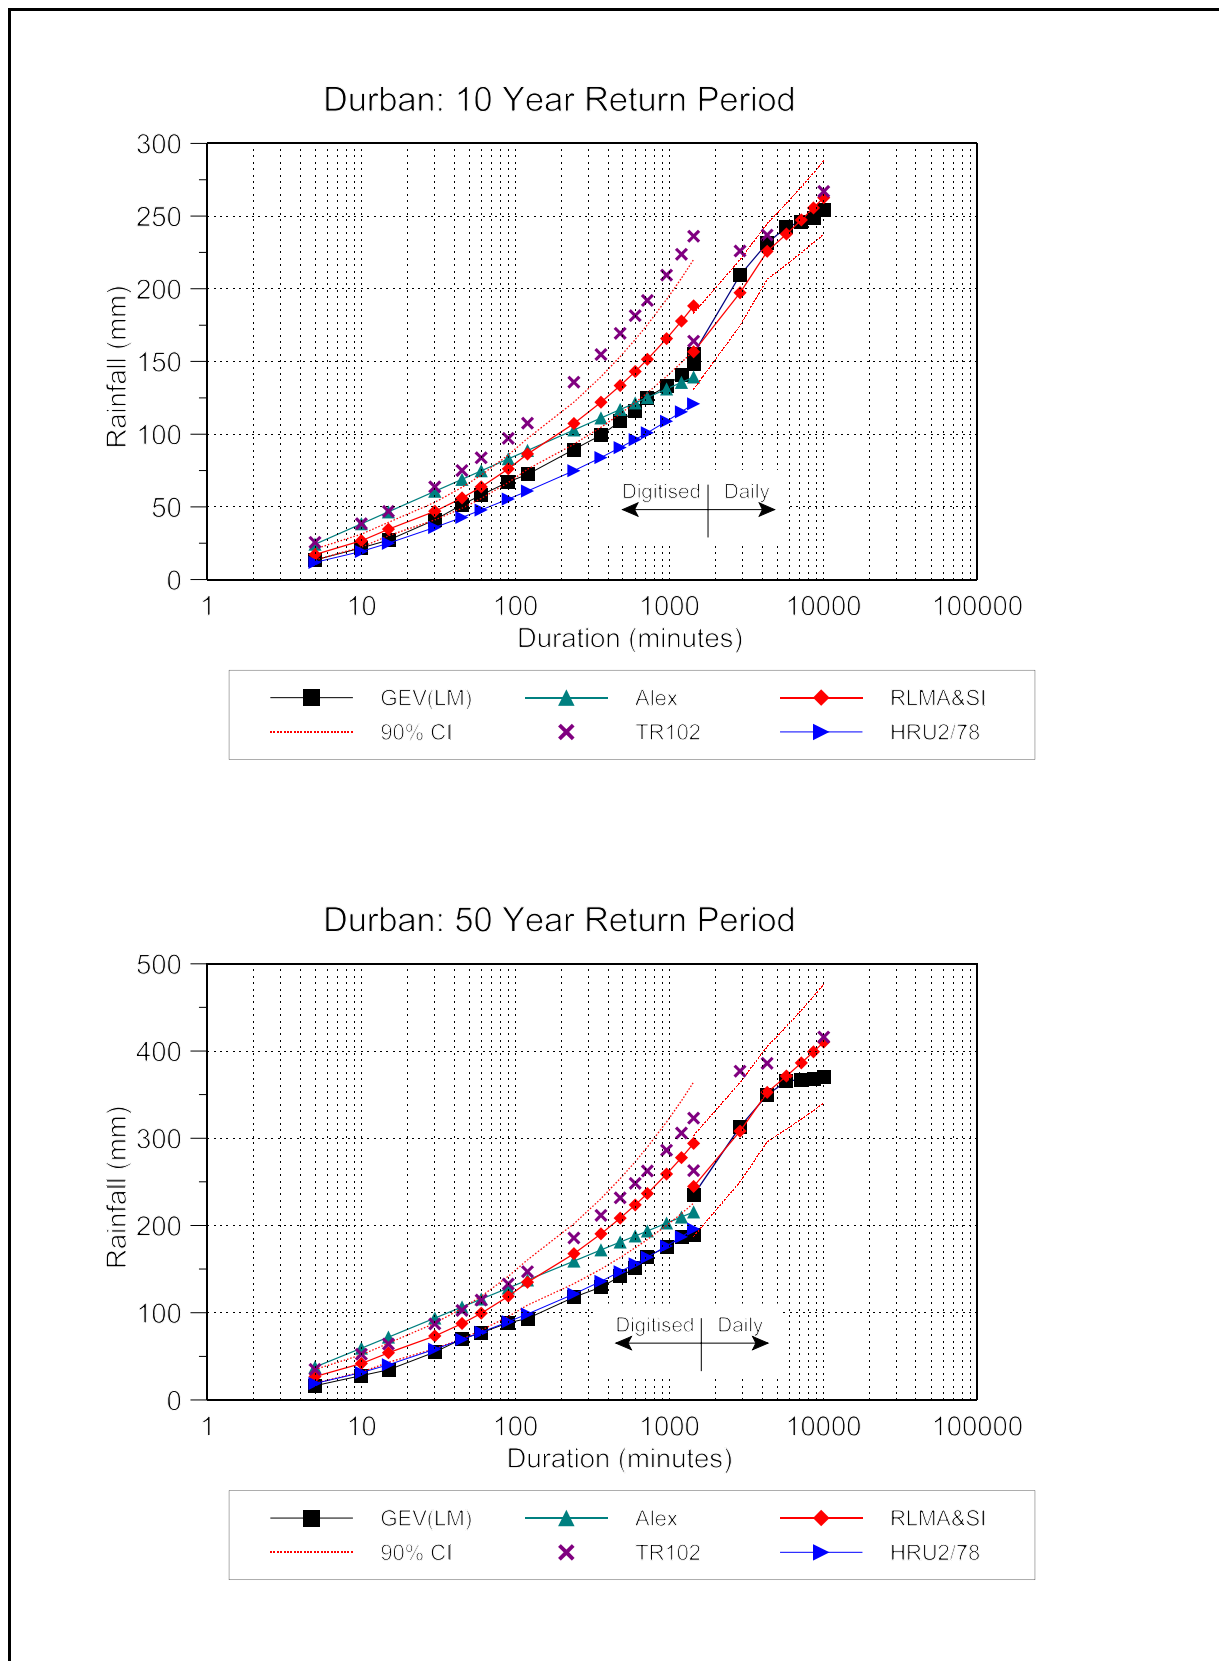 Durban: 10 Year Return Period
300
250
200
150
100
50
0
Rainfall (mm)
Digitised
Daily
1 10 100 1000 10000 100000
Duration (minutes)
GEV(LM) Alex RLMA&SI
90% CI TR102 HRU2/78
Durban: 50 Year Return Period
500
400
300
200
100
0
Rainfall (mm)
Digitised
Daily
1 10 100 1000 10000 100000
Duration (minutes)
GEV(LM) Alex RLMA&SI
90% CI TR102 HRU2/78